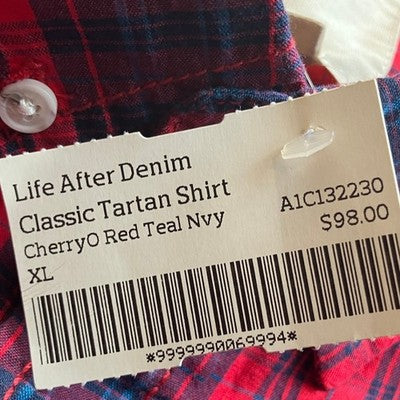 Life After Denim
Classic Tartan Shirt
CherryO Red Teal Nvy
A1C132230
XL
$98.00
*9999990069994*